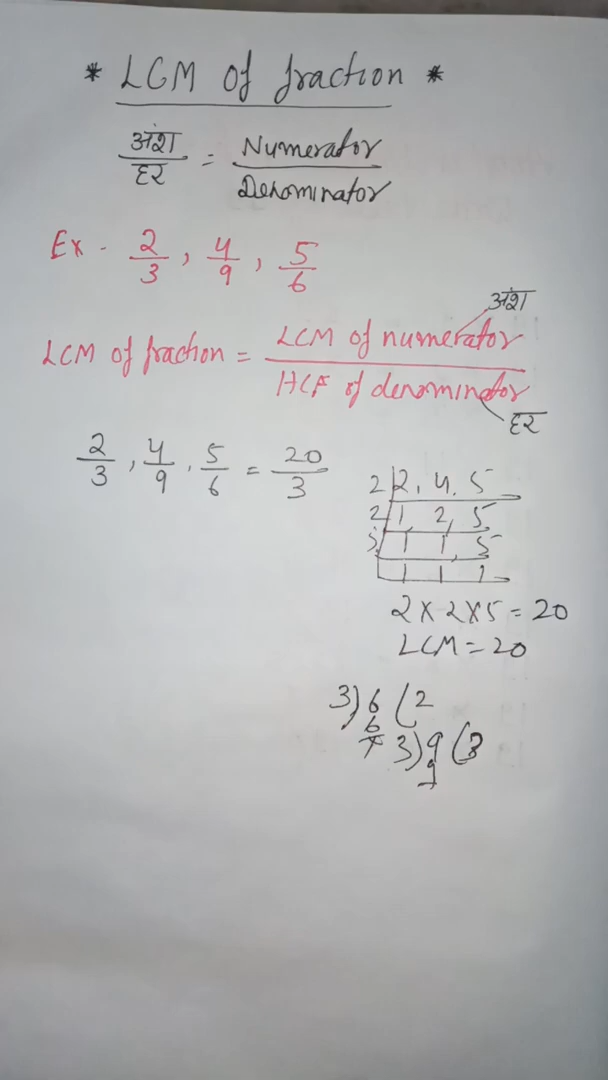 * LCM of fraction *
अंश/हर = Numerator/Denominator
Ex - 2/3, 4/9, 5/6
अंश
LCM of fraction = LCM of numerator/HCF of denominator
हर
2/3, 4/9, 5/6 = 20/3
2 | 2, 4, 5
2 | 1, 2, 5
5 | 1 1, 5
1 1 1
2 x 2 x 5 = 20
LCM = 20
3) 6 (2
6
3) 9 (3
9